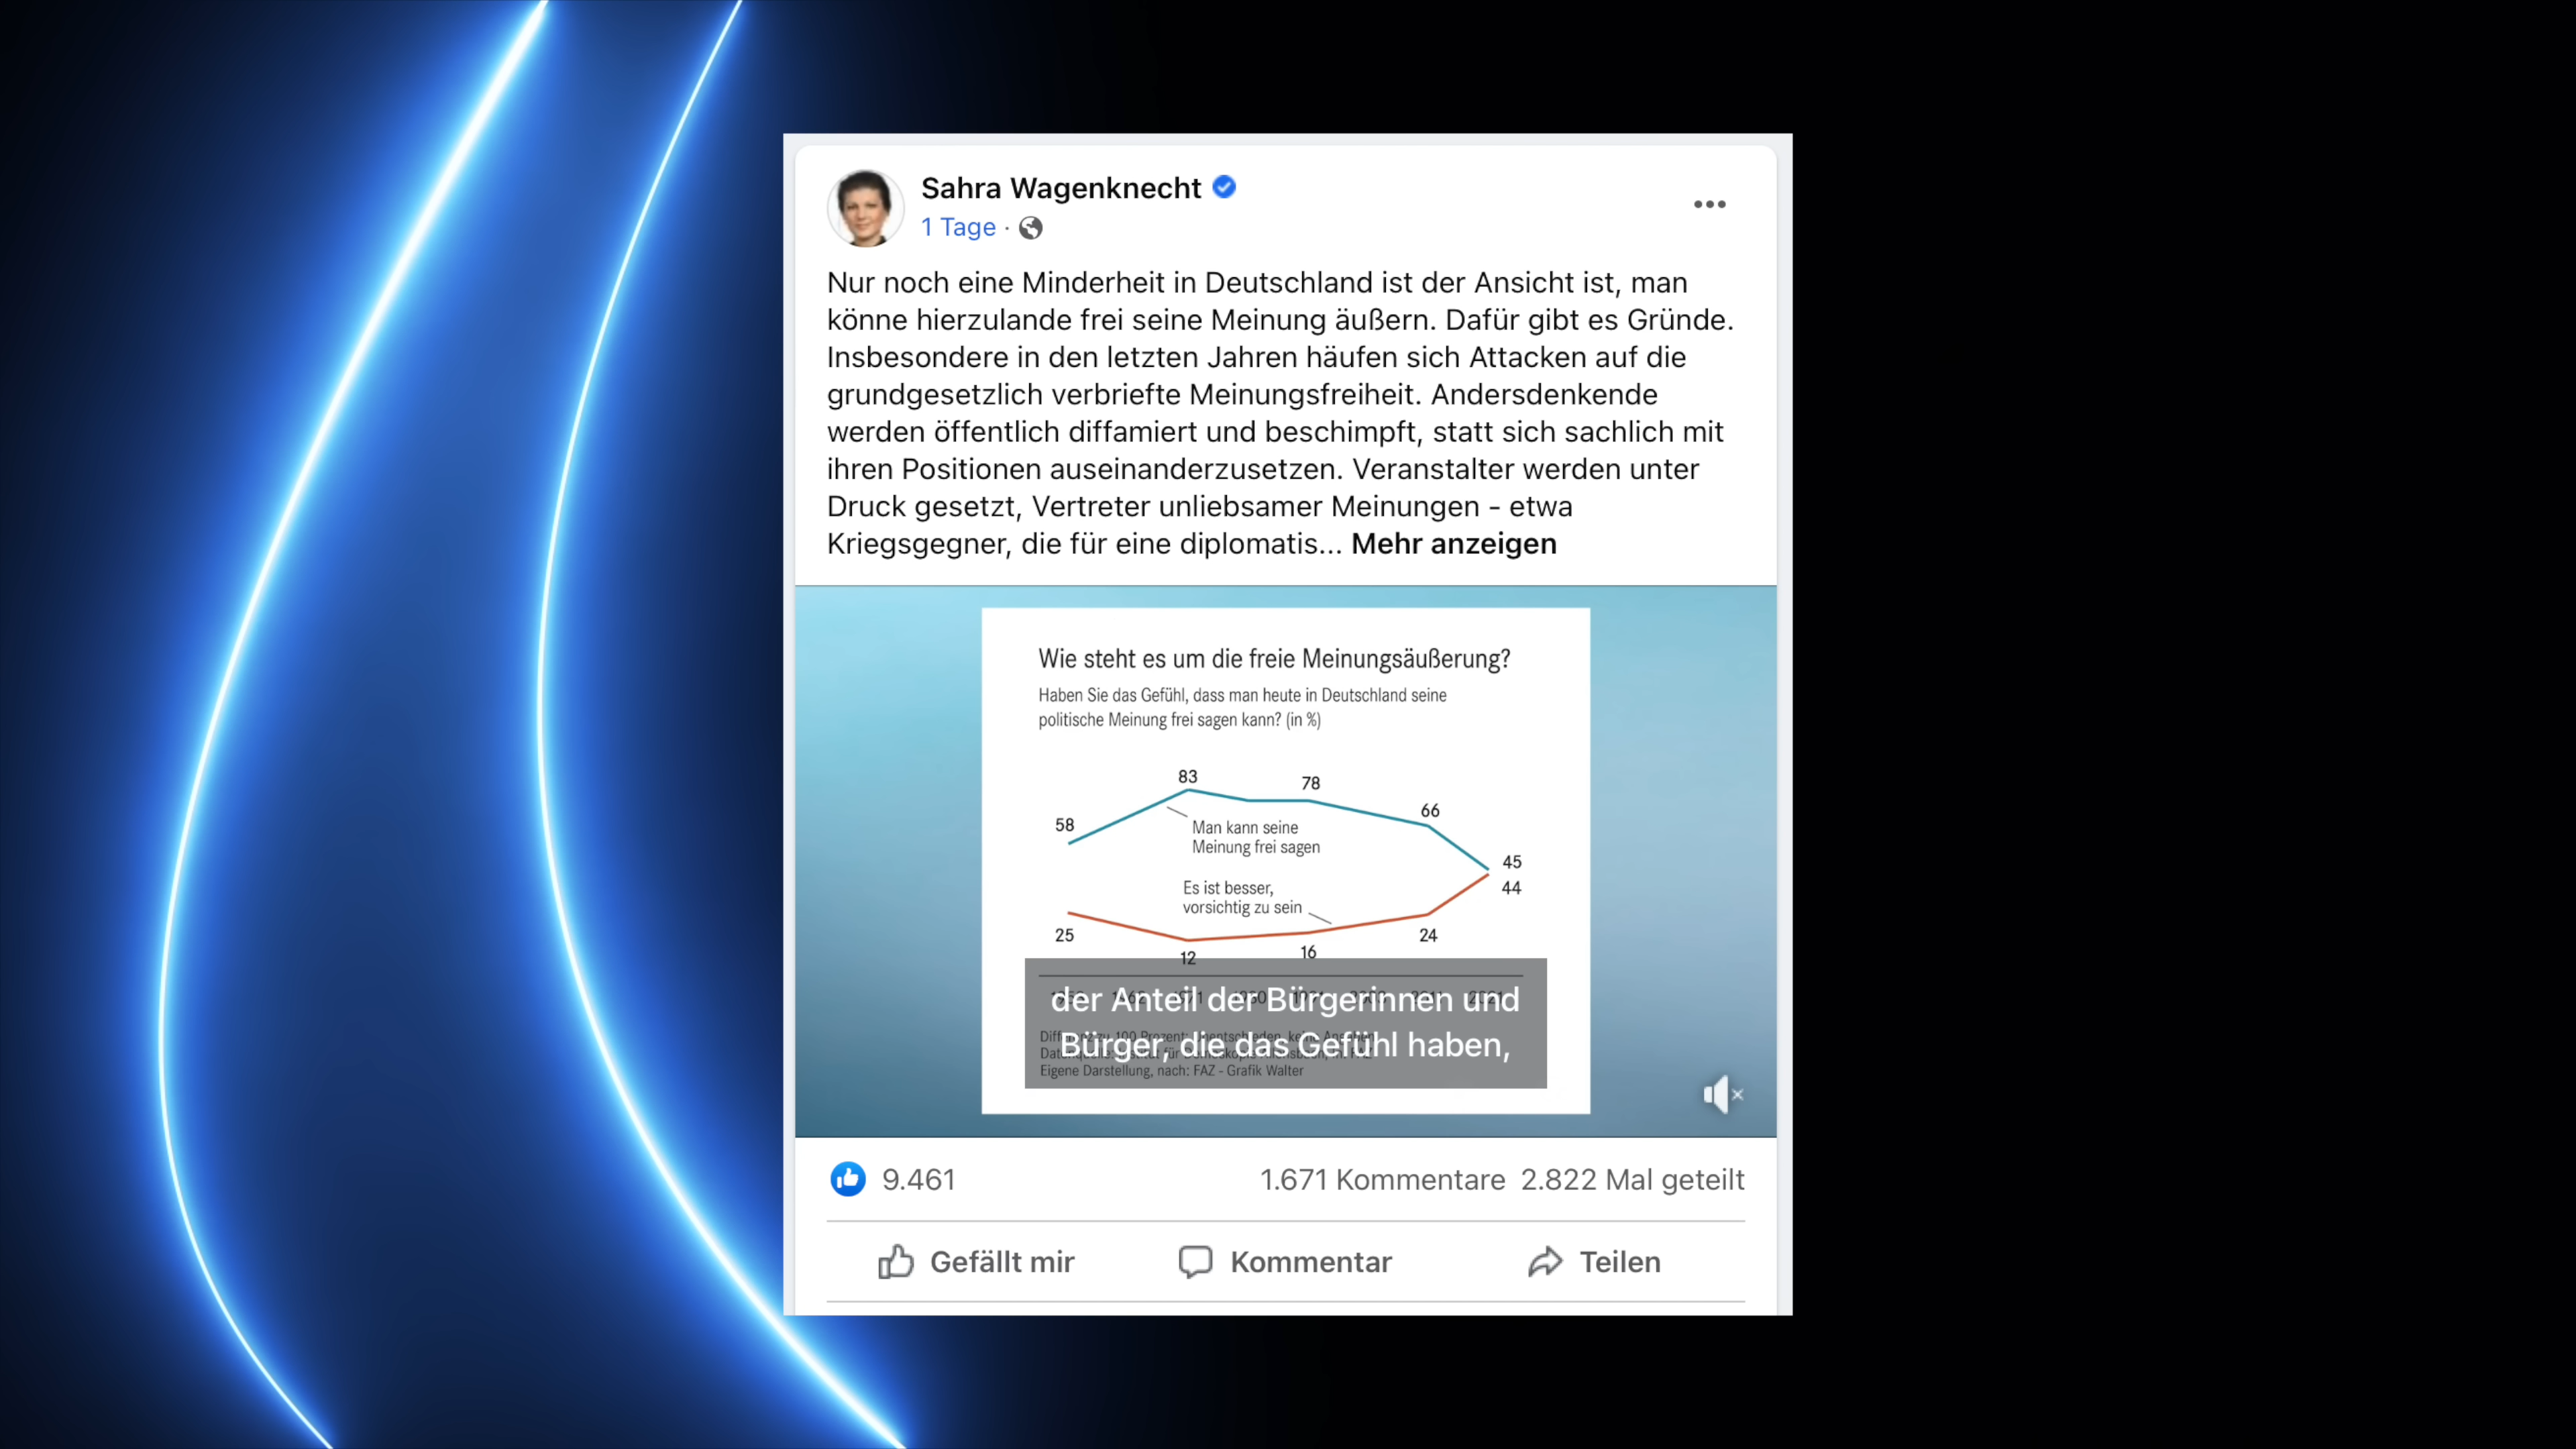 Sahra Wagenknecht
1 Tage ·
Nur noch eine Minderheit in Deutschland ist der Ansicht ist, man
könne hierzulande frei seine Meinung äußern. Dafür gibt es Gründe.
Insbesondere in den letzten Jahren häufen sich Attacken auf die
grundgesetzlich verbriefte Meinungsfreiheit. Andersdenkende
werden öffentlich diffamiert und beschimpft, statt sich sachlich mit
ihren Positionen auseinanderzusetzen. Veranstalter werden unter
Druck gesetzt, Vertreter unliebsamer Meinungen - etwa
Kriegsgegner, die für eine diplomatis... Mehr anzeigen
Wie steht es um die freie Meinungsäußerung?
Haben Sie das Gefühl, dass man heute in Deutschland seine
politische Meinung frei sagen kann? (in %)
83
78
66
58
Man kann seine
Meinung frei sagen
45
44
Es ist besser,
vorsichtig zu sein
25
24
12
16
der Anteil der Bürgerinnen und
Bürger, die das Gefühl haben,
Eigene Darstellung, nach: FAZ - Grafik Walter
9.461
1.671 Kommentare 2.822 Mal geteilt
Gefällt mir
Kommentar
Teilen